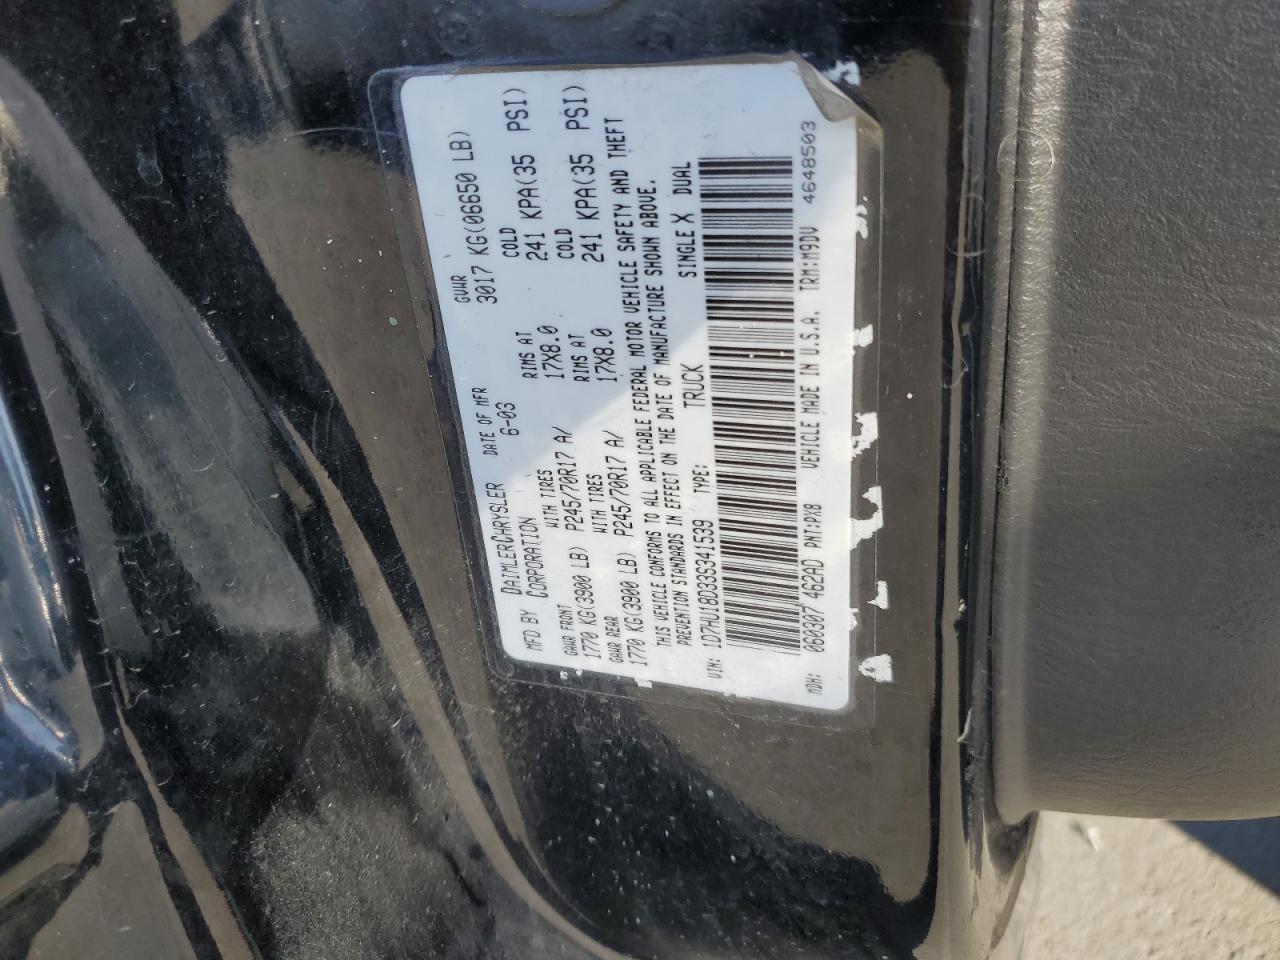 MFD BY DAIMLERCHRYSLER CORPORATION DATE OF MFR 6-03 GVWR 3017 KG(06650 LB)
GAWR FRONT WITH TIRES RIMS AT COLD
1770 KG(3900 LB) P245/70R17 A/ 17X8.0 241 KPA(35 PSI)
GAWR REAR WITH TIRES RIMS AT COLD
1770 KG(3900 LB) P245/70R17 A/ 17X8.0 241 KPA(35 PSI)
THIS VEHICLE CONFORMS TO ALL APPLICABLE FEDERAL MOTOR VEHICLE SAFETY AND THEFT
PREVENTION STANDARDS IN EFFECT ON THE DATE OF MANUFACTURE SHOWN ABOVE.
VIN: 1D7HU18D33S341539 TYPE: TRUCK SINGLE X DUAL
MDH: 060307 462AD PNT:PX8 VEHICLE MADE IN U.S.A. TRM:M9DV 4648503